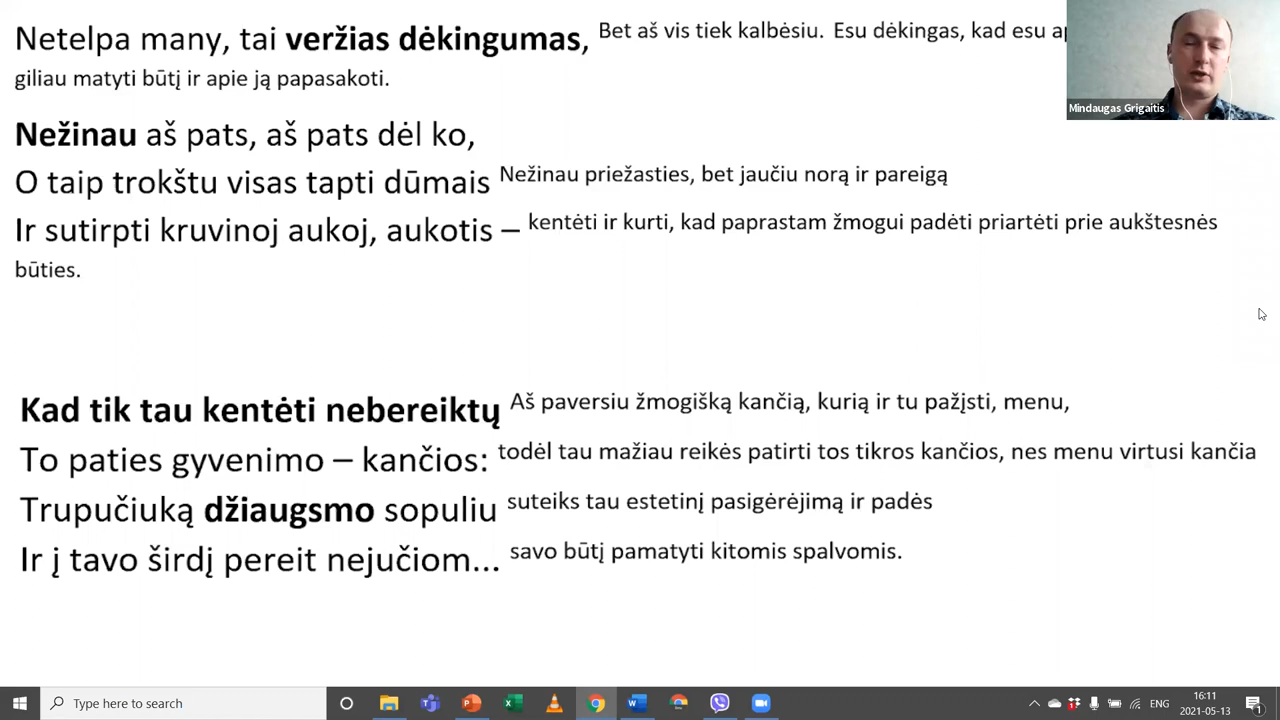 Netelpa many, tai veržias dėkingumas, Bet aš vis tiek kalbėsiu. Esu dėkingas, kad esu
giliau matyti būtį ir apie ją papasakoti.
Mindaugas Grigaitis
Nežinau aš pats, aš pats dėl ko,
O taip trokštu visas tapti dūmais Nežinau priežasties, bet jaučiu norą ir pareigą
Ir sutirpti kruvinoj aukoj, aukotis – kentėti ir kurti, kad paprastam žmogui padėti priartėti prie aukštesnės
būties.
Kad tik tau kentėti nebereiktų Aš paversiu žmogišką kančią, kurią ir tu pažįsti, menu,
To paties gyvenimo – kančios: todėl tau mažiau reikės patirti tos tikros kančios, nes menu virtusi kančia
Trupučiuką džiaugsmo sopuliu suteiks tau estetinį pasigėrėjimą ir padės
Ir į tavo širdį pereit nejučiom... savo būtį pamatyti kitomis spalvomis.
Type here to search
ENG
16:11
2021-05-13
1